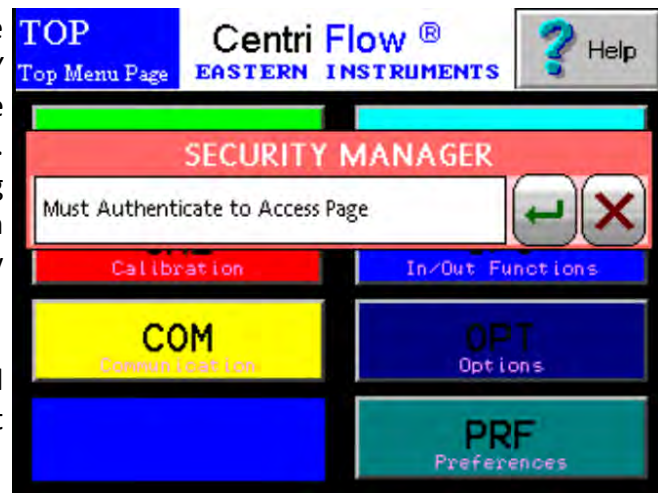 TOP
Top Menu Page
Centri Flow ®
EASTERN INSTRUMENTS
Help
SECURITY MANAGER
Must Authenticate to Access Page
Calibration
In/Out Functions
COM
Communication
OPT
Options
PRF
Preferences